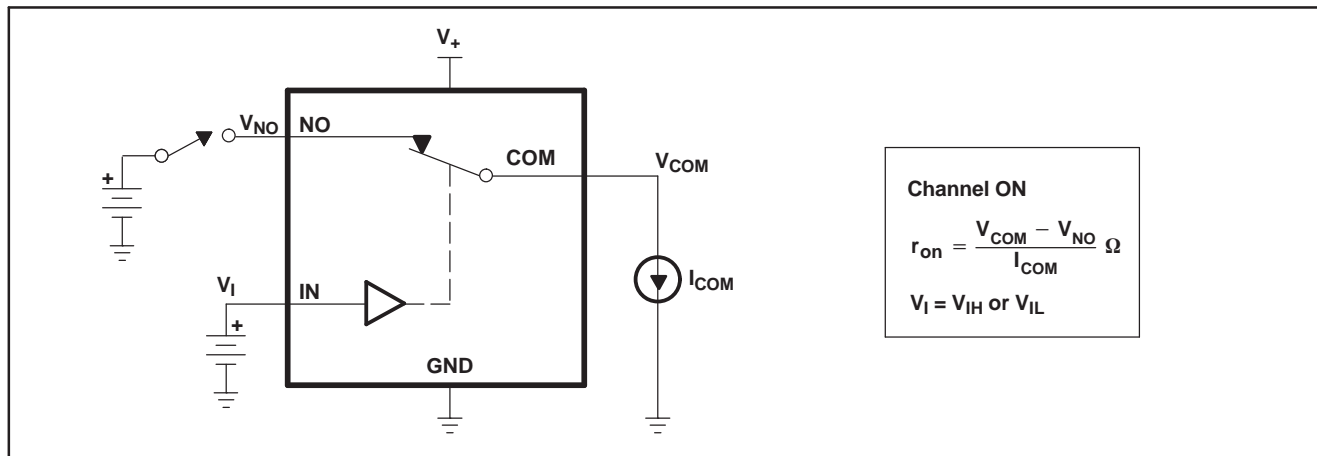 V+
VNO NO
COM
VCOM
+
VI
IN
+
ICOM
GND
Channel ON
ron = VCOM − VNO / ICOM Ω
VI = VIH or VIL